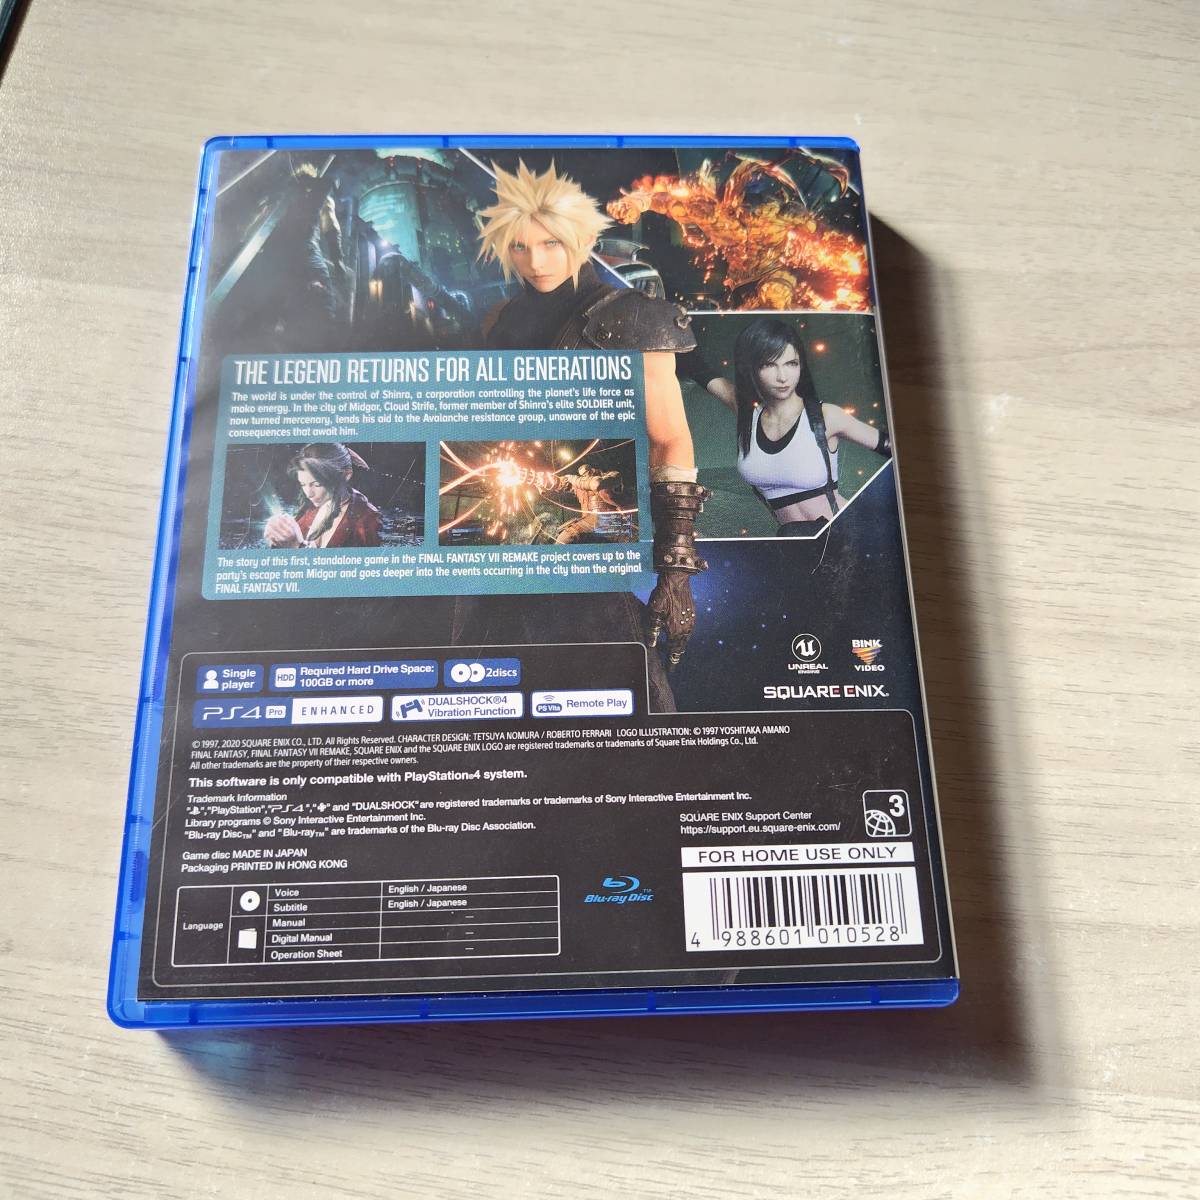 THE LEGEND RETURNS FOR ALL GENERATIONS
The world is under the control of Shinra, a corporation controlling the planet's life force as
mako energy. In the city of Midgar, Cloud Strife, former member of Shinra's elite SOLDIER unit,
now turned mercenary, lends his aid to the Avalanche resistance group, unaware of the epic
consequences that await him.
The story of this first, standalone game in the FINAL FANTASY VII REMAKE project covers up to the
party's escape from Midgar and goes deeper into the events occurring in the city than the original
FINAL FANTASY VII.
UNREAL
ENGINE
BINK
VIDEO
SQUARE ENIX.
Single
player
HDD
Required Hard Drive Space:
100GB or more
2discs
PS4 Pro ENHANCED
DUALSHOCK®4
Vibration Function
PS Vita
Remote Play
© 1997, 2020 SQUARE ENIX CO., LTD. All Rights Reserved. CHARACTER DESIGN: TETSUYA NOMURA / ROBERTO FERRARI LOGO ILLUSTRATION: © 1997 YOSHITAKA AMANO
FINAL FANTASY, FINAL FANTASY VII REMAKE, SQUARE ENIX and the SQUARE ENIX LOGO are registered trademarks or trademarks of Square Enix Holdings Co., Ltd.
All other trademarks are the property of their respective owners.
This software is only compatible with PlayStation®4 system.
Trademark Information
"","PlayStation","PS4","" and "DUALSHOCK" are registered trademarks or trademarks of Sony Interactive Entertainment Inc.
Library programs © Sony Interactive Entertainment Inc.
"Blu-ray Disc™" and "Blu-ray™" are trademarks of the Blu-ray Disc Association.
Game disc MADE IN JAPAN
Packaging PRINTED IN HONG KONG
SQUARE ENIX Support Center
https://support.eu.square-enix.com/
3
FOR HOME USE ONLY
Language
Voice English / Japanese
Subtitle English / Japanese
Manual —
Digital Manual —
Operation Sheet —
Blu-ray Disc™
4 988601 010528